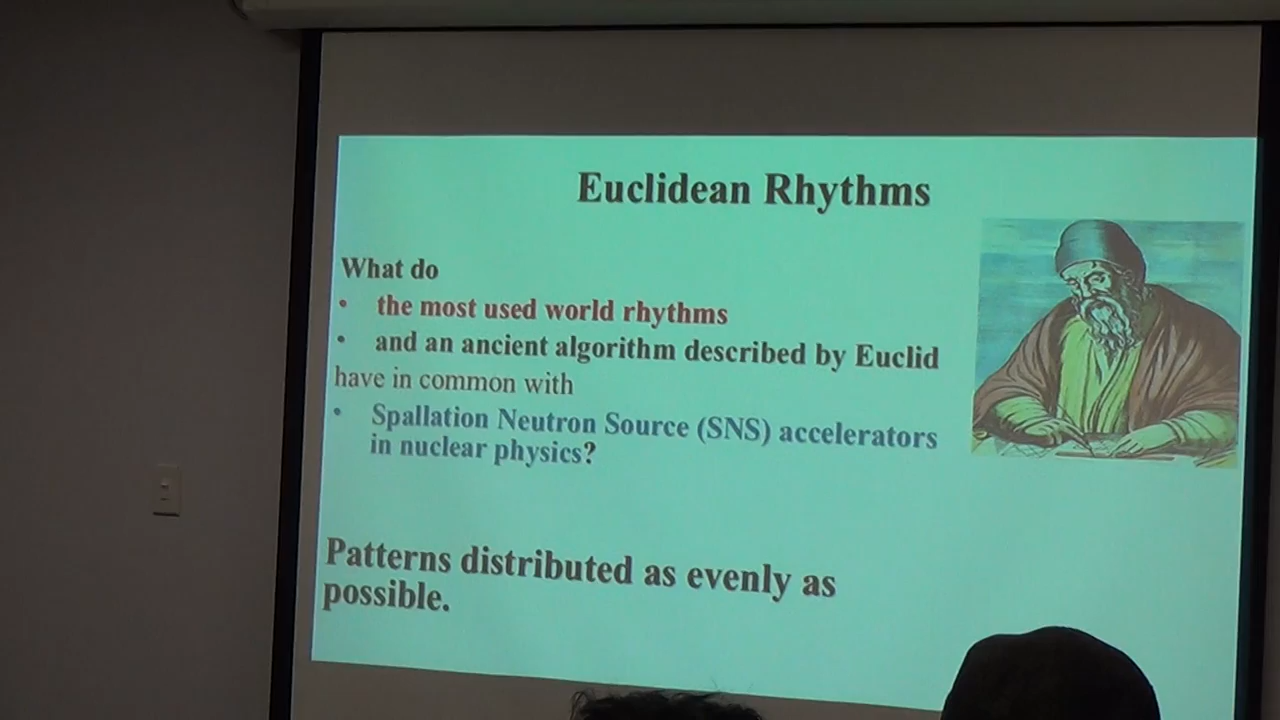 Euclidean Rhythms
What do
• the most used world rhythms
• and an ancient algorithm described by Euclid
have in common with
• Spallation Neutron Source (SNS) accelerators
in nuclear physics?
Patterns distributed as evenly as
possible.